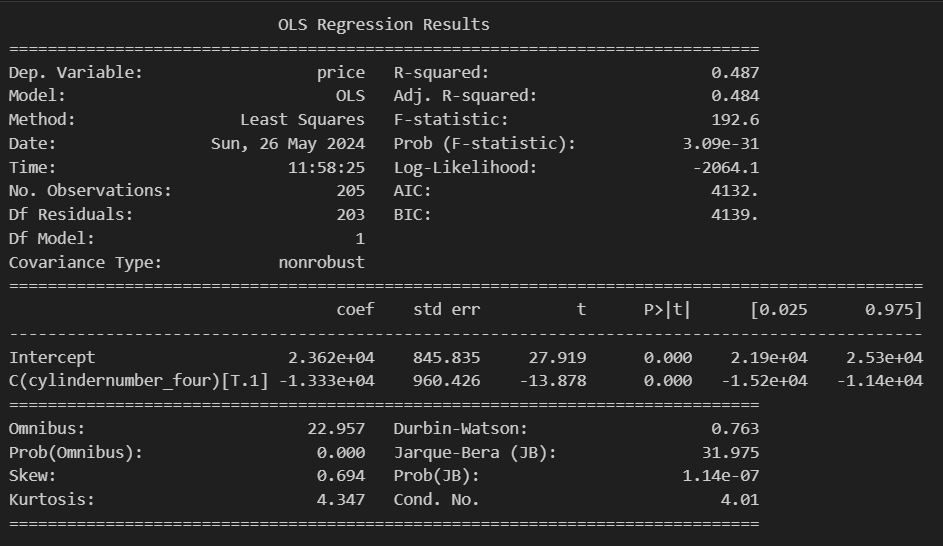 OLS Regression Results
==============================================================================
Dep. Variable: price R-squared: 0.487
Model: OLS Adj. R-squared: 0.484
Method: Least Squares F-statistic: 192.6
Date: Sun, 26 May 2024 Prob (F-statistic): 3.09e-31
Time: 11:58:25 Log-Likelihood: -2064.1
No. Observations: 205 AIC: 4132.
Df Residuals: 203 BIC: 4139.
Df Model: 1
Covariance Type: nonrobust
===============================================================================================
coef std err t P>|t| [0.025 0.975]
-----------------------------------------------------------------------------------------------
Intercept 2.362e+04 845.835 27.919 0.000 2.19e+04 2.53e+04
C(cylindernumber_four)[T.1] -1.333e+04 960.426 -13.878 0.000 -1.52e+04 -1.14e+04
==============================================================================
Omnibus: 22.957 Durbin-Watson: 0.763
Prob(Omnibus): 0.000 Jarque-Bera (JB): 31.975
Skew: 0.694 Prob(JB): 1.14e-07
Kurtosis: 4.347 Cond. No. 4.01
==============================================================================